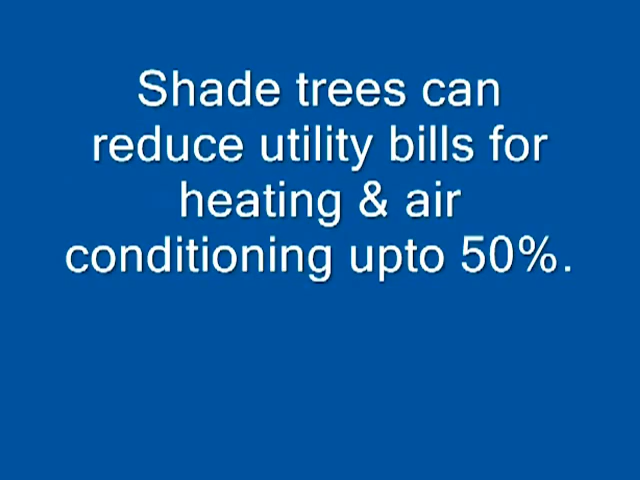 Shade trees can
reduce utility bills for
heating & air
conditioning upto 50%.